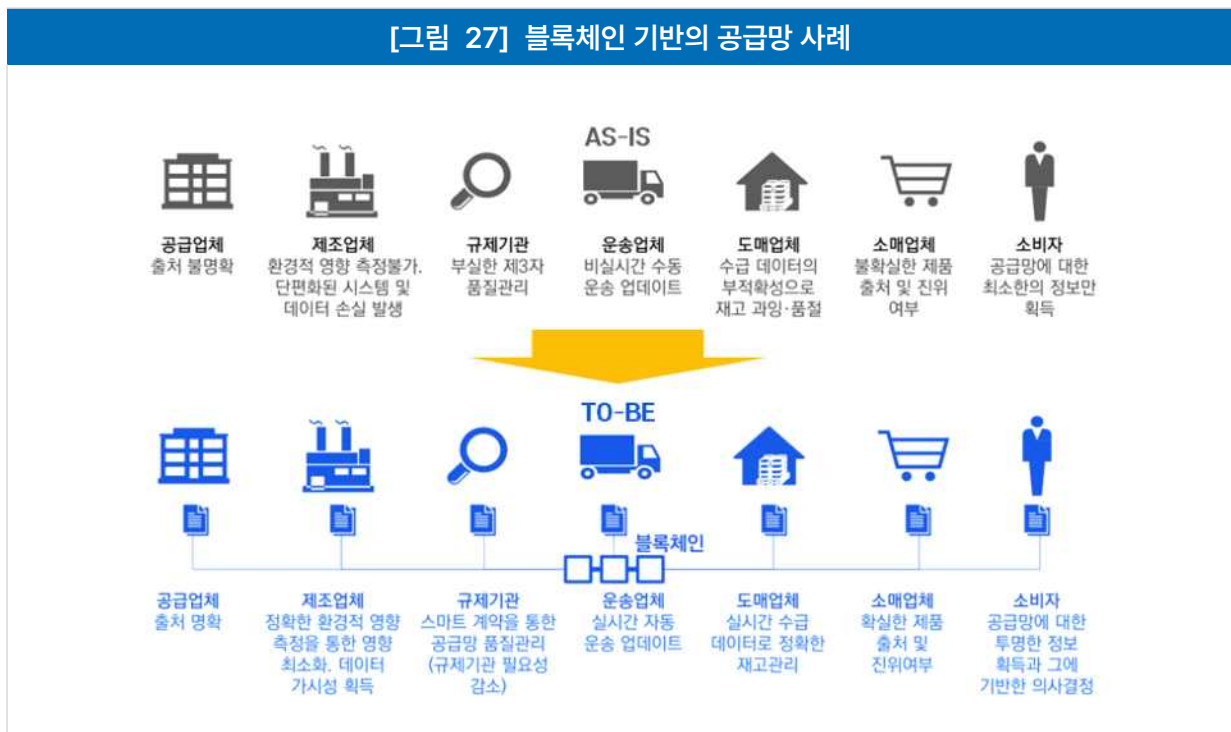 [그림 27] 블록체인 기반의 공급망 사례
AS-IS
공급업체
출처 불명확
제조업체
환경적 영향 측정불가,
단편화된 시스템 및
데이터 손실 발생
규제기관
부실한 제3자
품질관리
운송업체
비실시간 수동
운송 업데이트
도매업체
수급 데이터의
부적확성으로
재고 과잉·품절
소매업체
불확실한 제품
출처 및 진위
여부
소비자
공급망에 대한
최소한의 정보만
획득
TO-BE
블록체인
공급업체
출처 명확
제조업체
정확한 환경적 영향
측정을 통한 영향
최소화, 데이터
가시성 획득
규제기관
스마트 계약을 통한
공급망 품질관리
(규제기관 필요성
감소)
운송업체
실시간 자동
운송 업데이트
도매업체
실시간 수급
데이터로 정확한
재고관리
소매업체
확실한 제품
출처 및
진위여부
소비자
공급망에 대한
투명한 정보
획득과 그에
기반한 의사결정